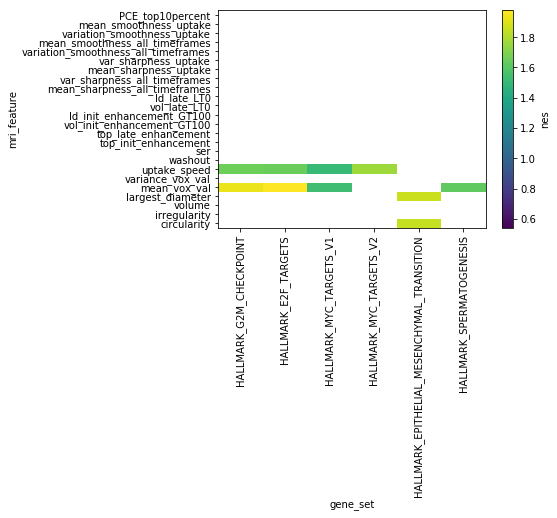 PCE_top10percent
mean_smoothness_uptake
variation_smoothness_uptake
mean_smoothness_all_timeframes
variation_smoothness_all_timeframes
var_sharpness_uptake
mean_sharpness_uptake
var_sharpness_all_timeframes
mean_sharpness_all_timeframes
ld_late_LT0
vol_late_LT0
ld_init_enhancement_GT100
vol_init_enhancement_GT100
top_late_enhancement
top_init_enhancement
ser
washout
uptake_speed
variance_vox_val
mean_vox_val
largest_diameter
volume
irregularity
circularity
mri_feature
HALLMARK_G2M_CHECKPOINT
HALLMARK_E2F_TARGETS
HALLMARK_MYC_TARGETS_V1
HALLMARK_MYC_TARGETS_V2
HALLMARK_EPITHELIAL_MESENCHYMAL_TRANSITION
HALLMARK_SPERMATOGENESIS
gene_set
1.8
1.6
1.4
1.2
1.0
0.8
0.6
nes